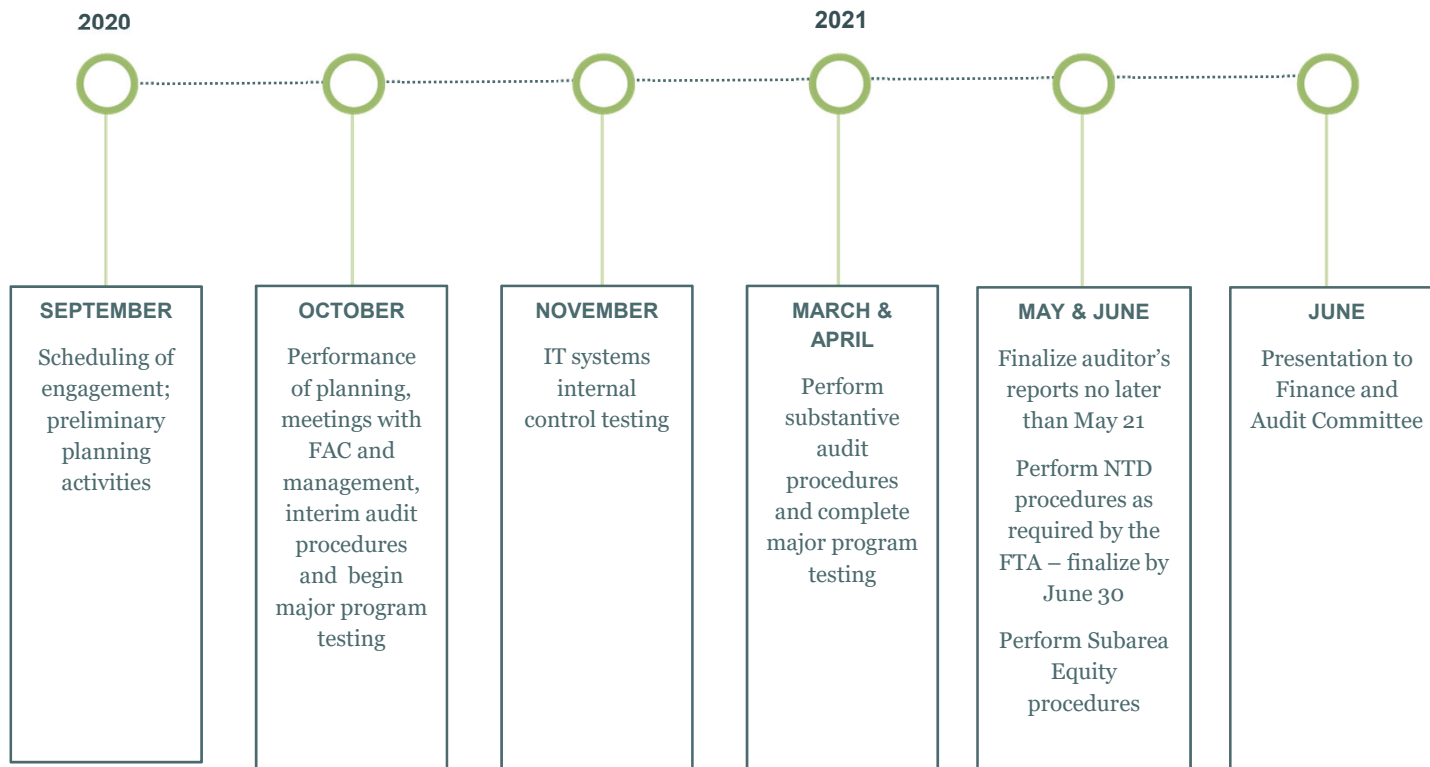 2020
2021
SEPTEMBER
Scheduling of
engagement;
preliminary
planning
activities
OCTOBER
Performance
of planning,
meetings with
FAC and
management,
interim audit
procedures
and begin
major program
testing
NOVEMBER
IT systems
internal
control testing
MARCH &
APRIL
Perform
substantive
audit
procedures
and complete
major program
testing
MAY & JUNE
Finalize auditor’s
reports no later
than May 21
Perform NTD
procedures as
required by the
FTA – finalize by
June 30
Perform Subarea
Equity
procedures
JUNE
Presentation to
Finance and
Audit Committee